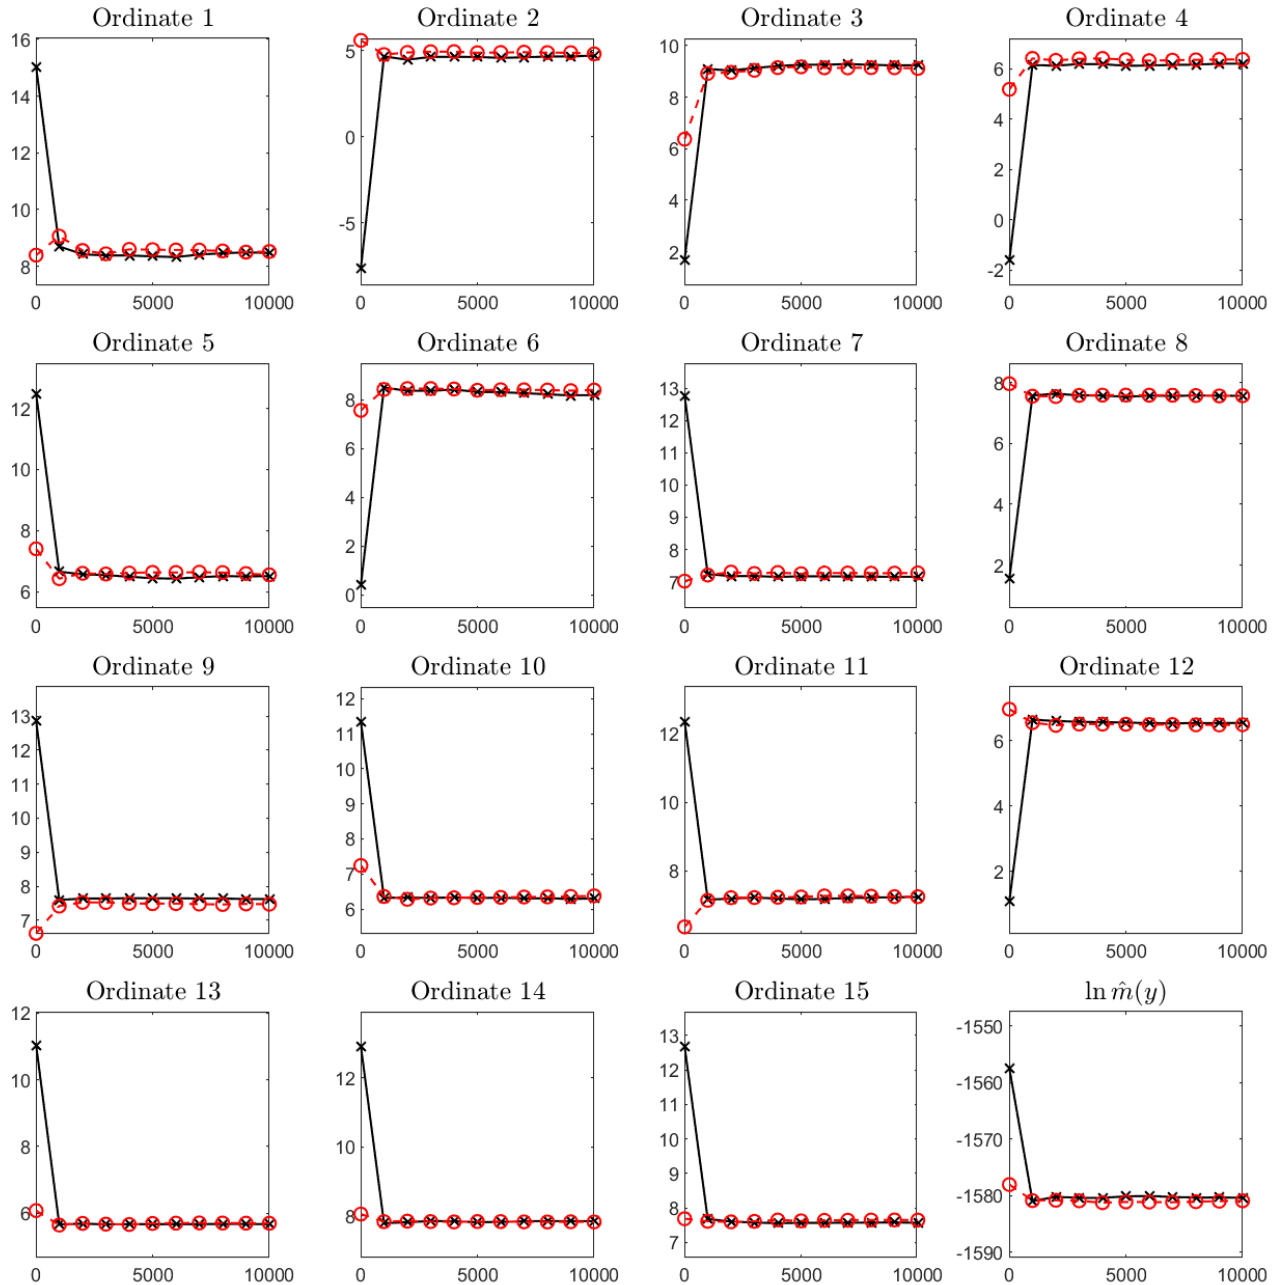 Ordinate 1
16
14
12
10
8
0 5000 10000
Ordinate 2
5
0
-5
0 5000 10000
Ordinate 3
10
8
6
4
2
0 5000 10000
Ordinate 4
6
4
2
0
-2
0 5000 10000
Ordinate 5
12
10
8
6
0 5000 10000
Ordinate 6
8
6
4
2
0
0 5000 10000
Ordinate 7
13
12
11
10
9
8
7
0 5000 10000
Ordinate 8
8
6
4
2
0 5000 10000
Ordinate 9
13
12
11
10
9
8
7
0 5000 10000
Ordinate 10
12
11
10
9
8
7
6
0 5000 10000
Ordinate 11
12
10
8
0 5000 10000
Ordinate 12
6
4
2
0 5000 10000
Ordinate 13
12
10
8
6
0 5000 10000
Ordinate 14
12
10
8
0 5000 10000
Ordinate 15
13
12
11
10
9
8
7
0 5000 10000
ln m̂(y)
-1550
-1560
-1570
-1580
-1590
0 5000 10000